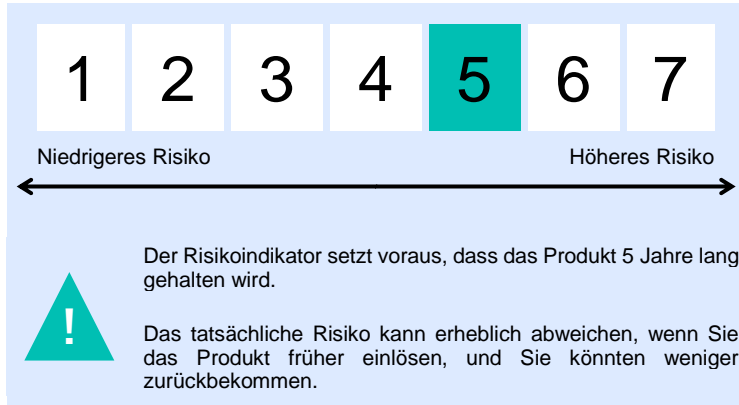 1 2 3 4 5 6 7
Niedrigeres Risiko Höheres Risiko
Der Risikoindikator setzt voraus, dass das Produkt 5 Jahre lang
gehalten wird.
!
Das tatsächliche Risiko kann erheblich abweichen, wenn Sie
das Produkt früher einlösen, und Sie könnten weniger
zurückbekommen.